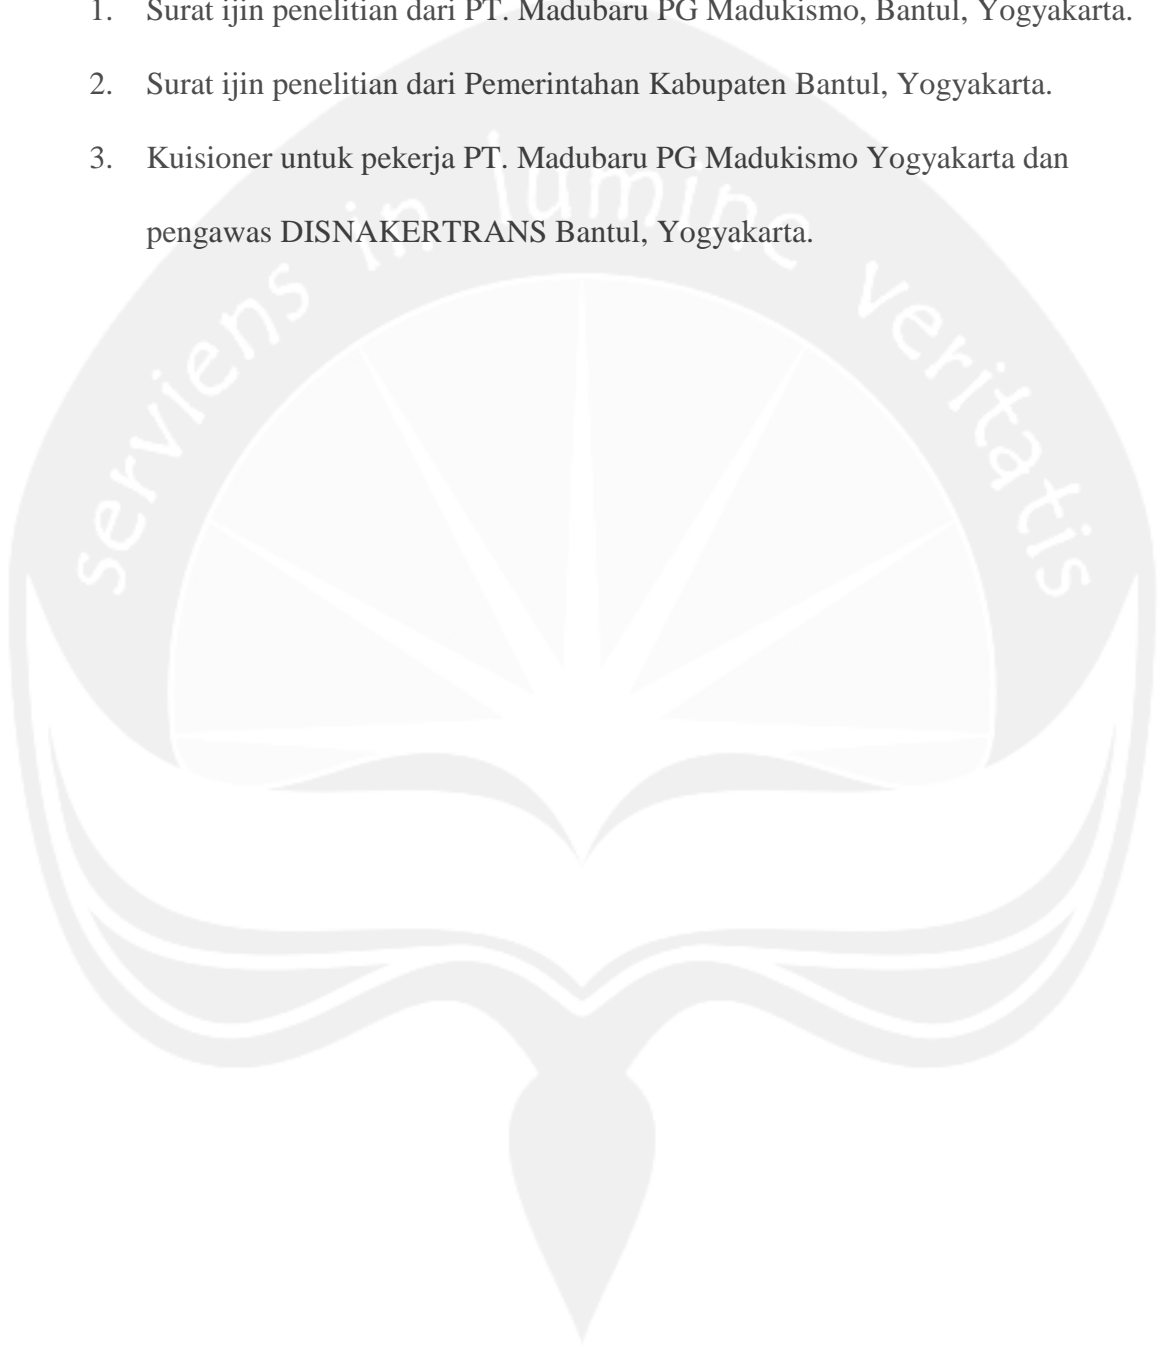 1. Surat ijin penelitian dari PT. Madubaru PG Madukismo, Bantul, Yogyakarta.
2. Surat ijin penelitian dari Pemerintahan Kabupaten Bantul, Yogyakarta.
3. Kuisioner untuk pekerja PT. Madubaru PG Madukismo Yogyakarta dan
pengawas DISNAKERTRANS Bantul, Yogyakarta.
serviens in lumine veritatis